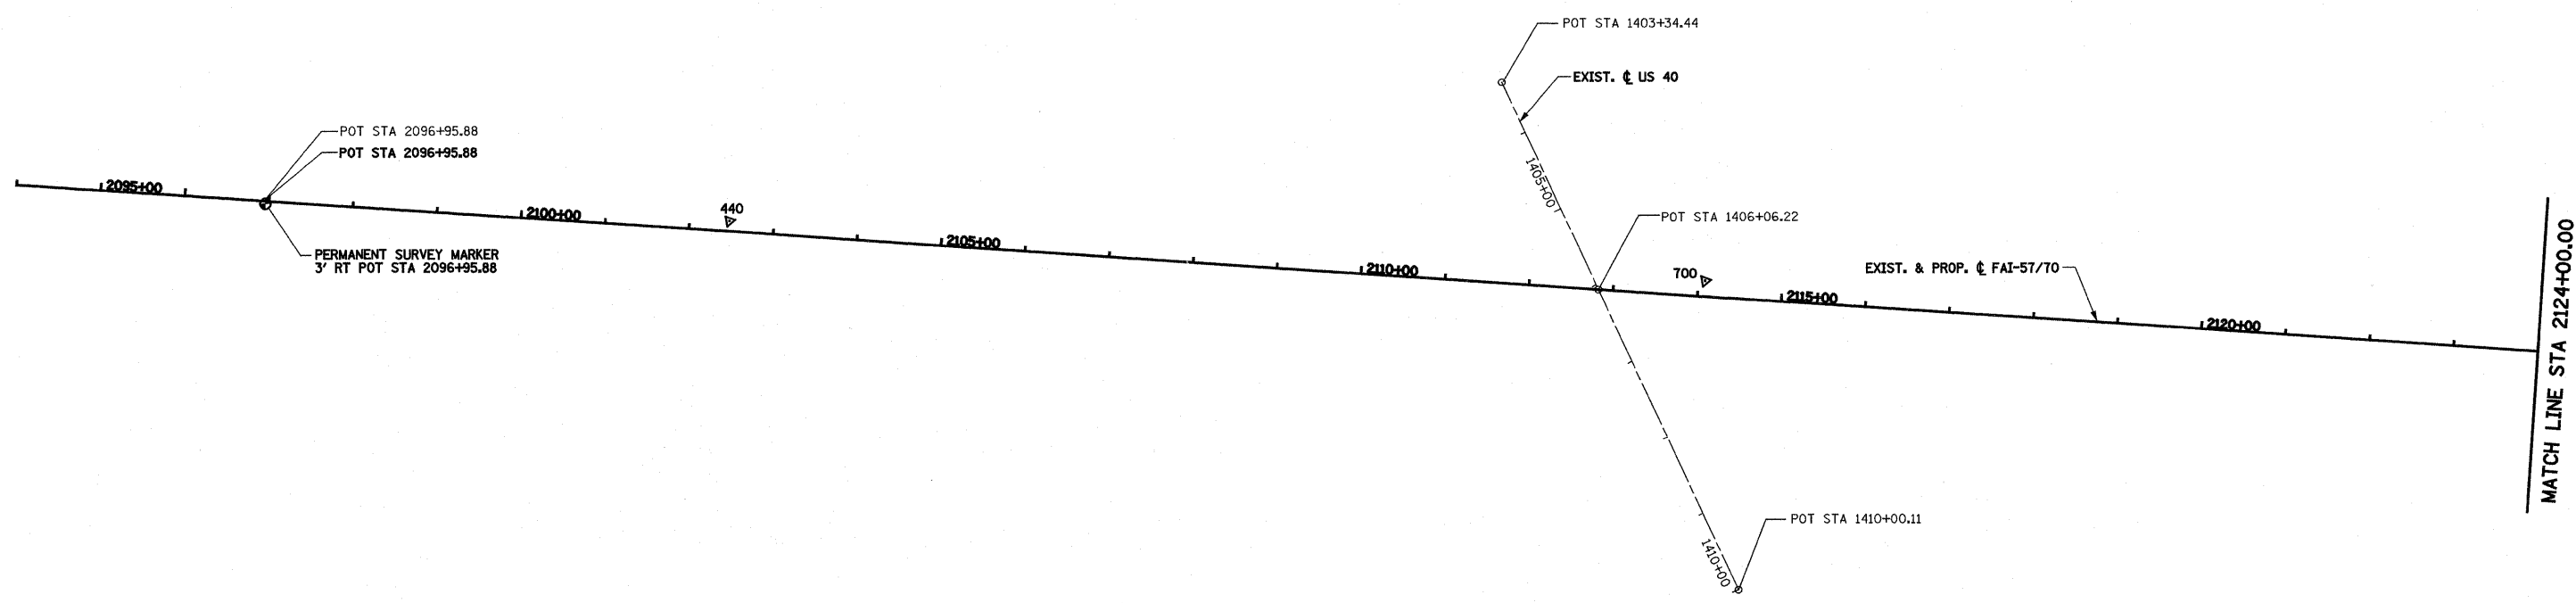 POT STA 1403+34.44
EXIST. ℄ US 40
POT STA 2096+95.88
POT STA 2096+95.88
2095+00
1405+00
440
2100+00
POT STA 1406+06.22
2105+00
PERMANENT SURVEY MARKER
3' RT POT STA 2096+95.88
2110+00
700
EXIST. & PROP. ℄ FAI-57/70
2115+00
2120+00
MATCH LINE STA 2124+00.00
POT STA 1410+00.11
1410+00